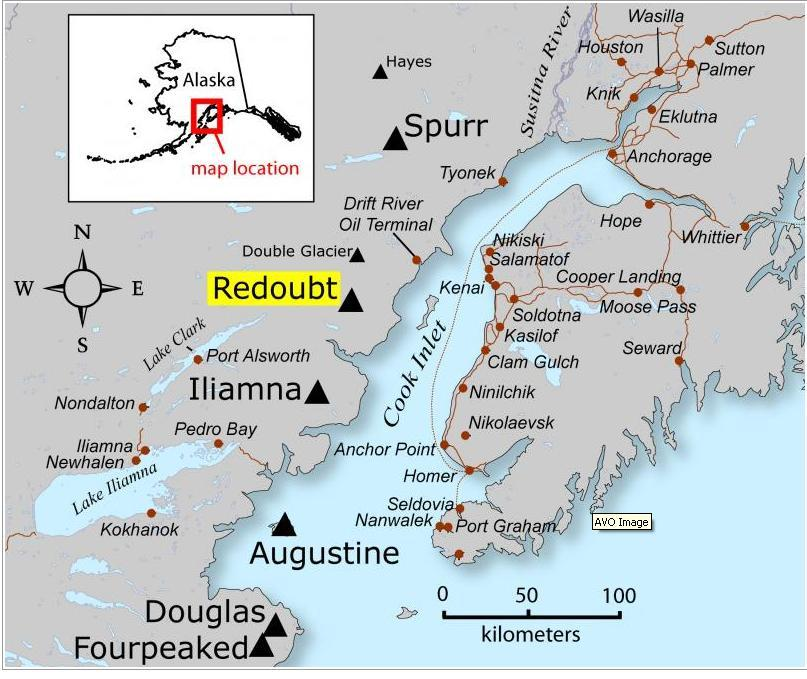 Wasilla
Houston
Sutton
Palmer
Hayes
Susitna River
Alaska
Knik
Eklutna
Spurr
map location
Anchorage
Tyonek
Drift River
Oil Terminal
Hope
Whittier
N
W E
S
Nikiski
Double Glacier
Salamatof
Cooper Landing
Redoubt
Kenai
Moose Pass
Soldotna
Kasilof
Lake Clark
Port Alsworth
Cook Inlet
Clam Gulch
Seward
Iliamna
Ninilchik
Nondalton
Nikolaevsk
Pedro Bay
Iliamna
Anchor Point
Newhalen
Lake Iliamna
Homer
Seldovia
Nanwalek
Port Graham
AVO Image
Kokhanok
Augustine
0 50 100
kilometers
Douglas
Fourpeaked